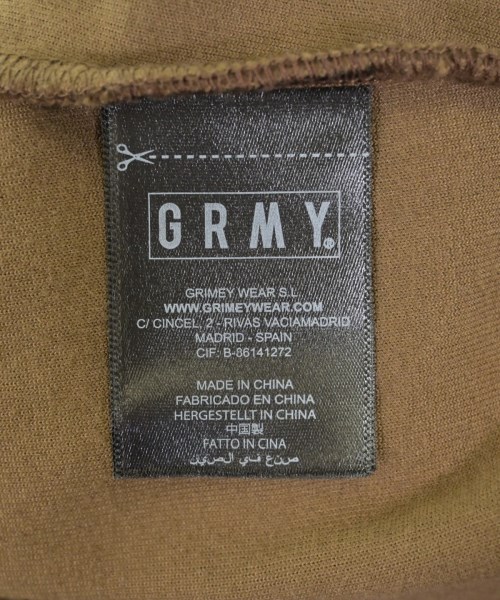 GRMY®
GRIMEY WEAR S.L.
WWW.GRIMEYWEAR.COM
C/ CINCEL, 2 - RIVAS VACIAMADRID
MADRID - SPAIN
CIF: B-86141272
MADE IN CHINA
FABRICADO EN CHINA
HERGESTELLT IN CHINA
中国製
FATTO IN CINA
صنع في الصين